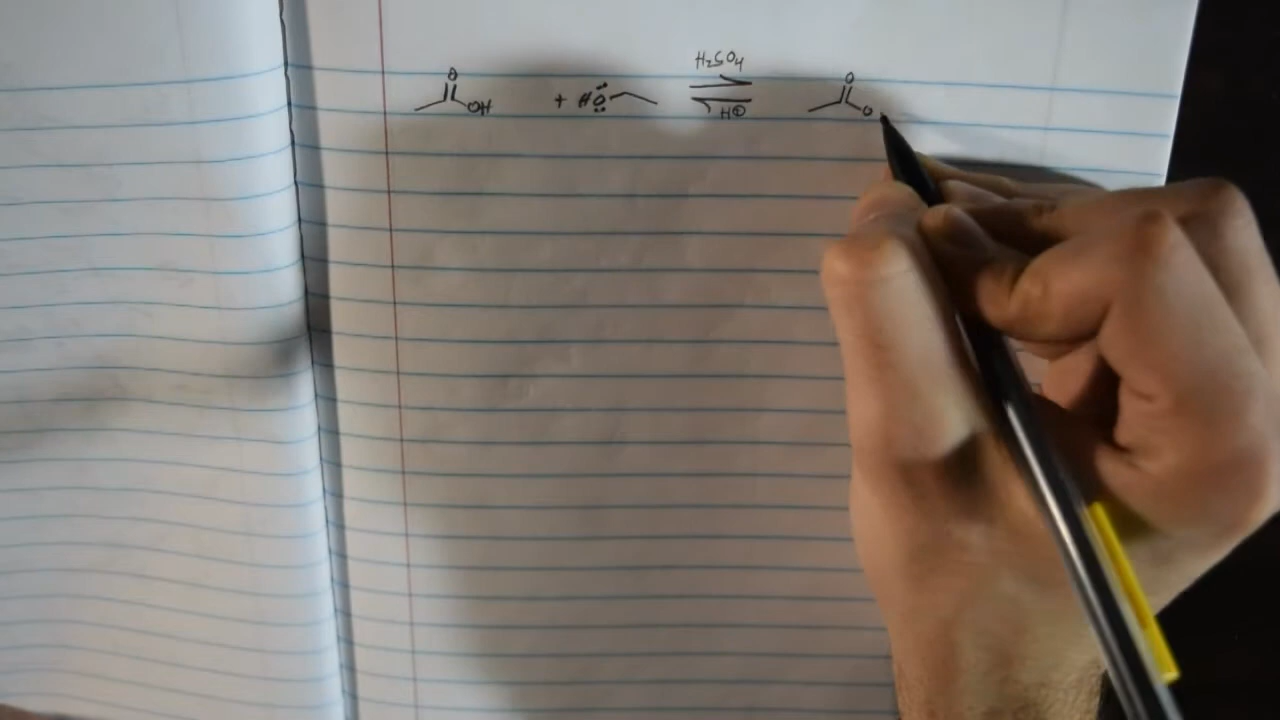 H₂SO₄
O OH + HÖ: ⇌ O O
H⊕